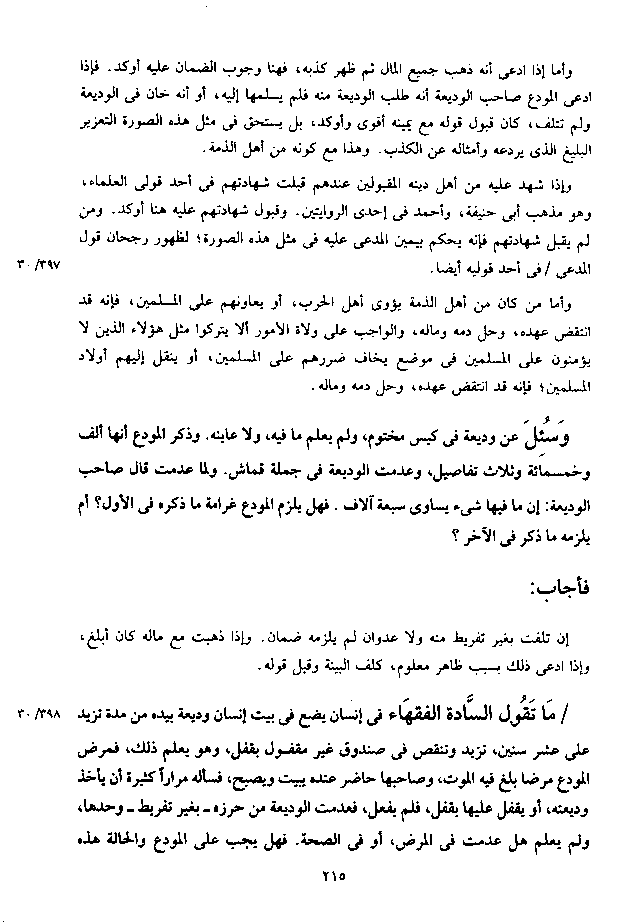 وأما إذا ادعى أنه ذهب جميع المال ثم ظهر كذبه، فهنا وجوب الضمان عليه أوكد. فإذا
ادعى المودع صاحب الوديعة أنه طلب الوديعة منه فلم يسلمها إليه، أو أنه خان فى الوديعة
ولم تتلف، كان قبول قوله مع يمينه أقوى وأوكد، بل يستحق فى مثل هذه الصورة التعزير
البليغ الذى يردعه وأمثاله عن الكذب. وهذا مع كونه من أهل الذمة.
وإذا شهد عليه من أهل دينه المقبولين عندهم قبلت شهادتهم فى أحد قولى العلماء،
وهو مذهب أبى حنيفة، وأحمد فى إحدى الروايتين. وقبول شهادتهم عليه هنا أوكد. ومن
لم يقبل شهادتهم فإنه يحكم بيمين المدعى عليه فى مثل هذه الصورة؛ لظهور رجحان قول
المدعى / فى أحد قوليه أيضا.
٣٠/٣٩٧
وأما من كان من أهل الذمة يؤوى أهل الحرب، أو يعاونهم على المسلمين، فإنه قد
انتقض عهده، وحل دمه وماله، والواجب على ولاة الأمور ألا يتركوا مثل هؤلاء الذين لا
يؤمنون على المسلمين فى موضع يخاف ضررهم على المسلمين، أو ينقل إليهم أولاد
المسلمين؛ فإنه قد انتقض عهده، وحل دمه وماله.
وَسُئِلَ عن وديعة فى كيس مختوم، ولم يعلم ما فيه، ولا عاينه. وذكر المودع أنها ألف
وخمسمائة وثلاث تفاصيل، وعدمت الوديعة فى جملة قماش. ولما عدمت قال صاحب
الوديعة: إن ما فيها شىء يساوى سبعة آلاف. فهل يلزم المودع غرامة ما ذكره فى الأول؟ أم
يلزمه ما ذكر فى الآخر ؟
فأجاب:
إن تلفت بغير تفريط منه ولا عدوان لم يلزمه ضمان. وإذا ذهبت مع ماله كان أبلغ،
وإذا ادعى ذلك بسبب ظاهر معلوم، كلف البينة وقبل قوله.
/ مَا تَقُول السَّادة الفقهَاء فى إنسان يضع فى بيت إنسان وديعة بيده من مدة تزيد
٣٠/٣٩٨
على عشر سنين، تزيد وتنقص فى صندوق غير مقفول بقفل، وهو يعلم ذلك، فمرض
المودع مرضا بلغ فيه الموت، وصاحبها حاضر عنده يبيت ويصبح، فسأله مراراً كثيرة أن يأخذ
وديعته، أو يقفل عليها بقفل، فلم يفعل، فعدمت الوديعة من حرزه ـ بغير تفريط ـ وحدها،
ولم يعلم هل عدمت فى المرض، أو فى الصحة. فهل يجب على المودع والحالة هذه
٢١٥